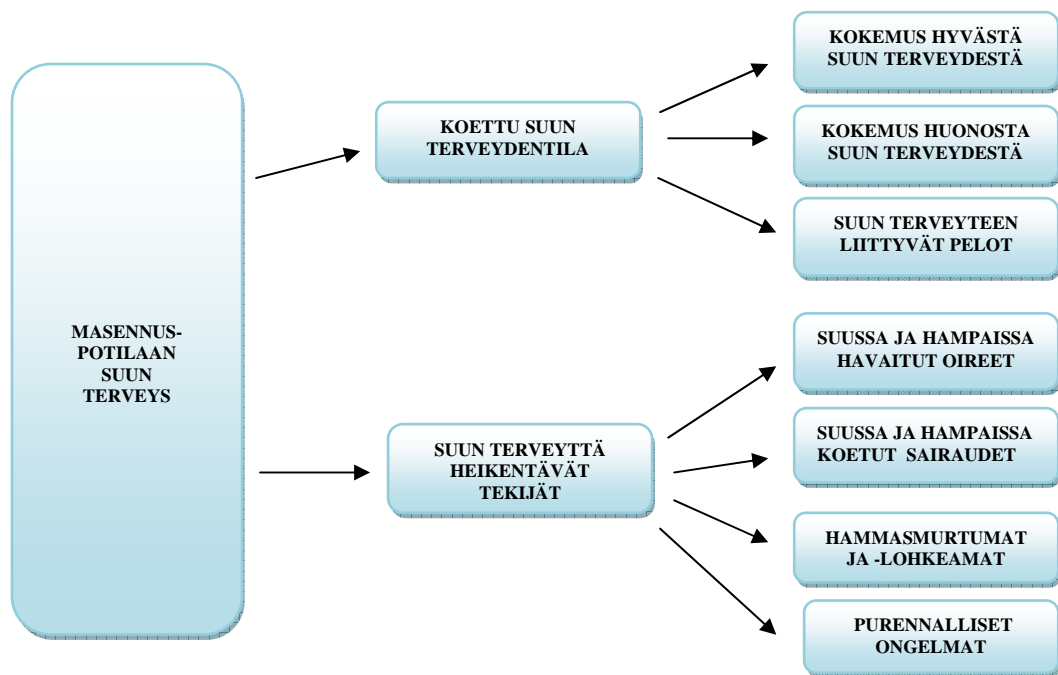 MASENNUS-
POTILAAN
SUUN
TERVEYS
KOETTU SUUN
TERVEYDENTILA
KOKEMUS HYVÄSTÄ
SUUN TERVEYDESTÄ
KOKEMUS HUONOSTA
SUUN TERVEYDESTÄ
SUUN TERVEYTEEN
LIITTYVÄT PELOT
SUUN TERVEYTTÄ
HEIKENTÄVÄT
TEKIJÄT
SUUSSA JA HAMPAISSA
HAVAITUT OIREET
SUUSSA JA HAMPAISSA
KOETUT SAIRAUDET
HAMMASMURTUMAT
JA -LOHKEAMAT
PURENNALLISET
ONGELMAT